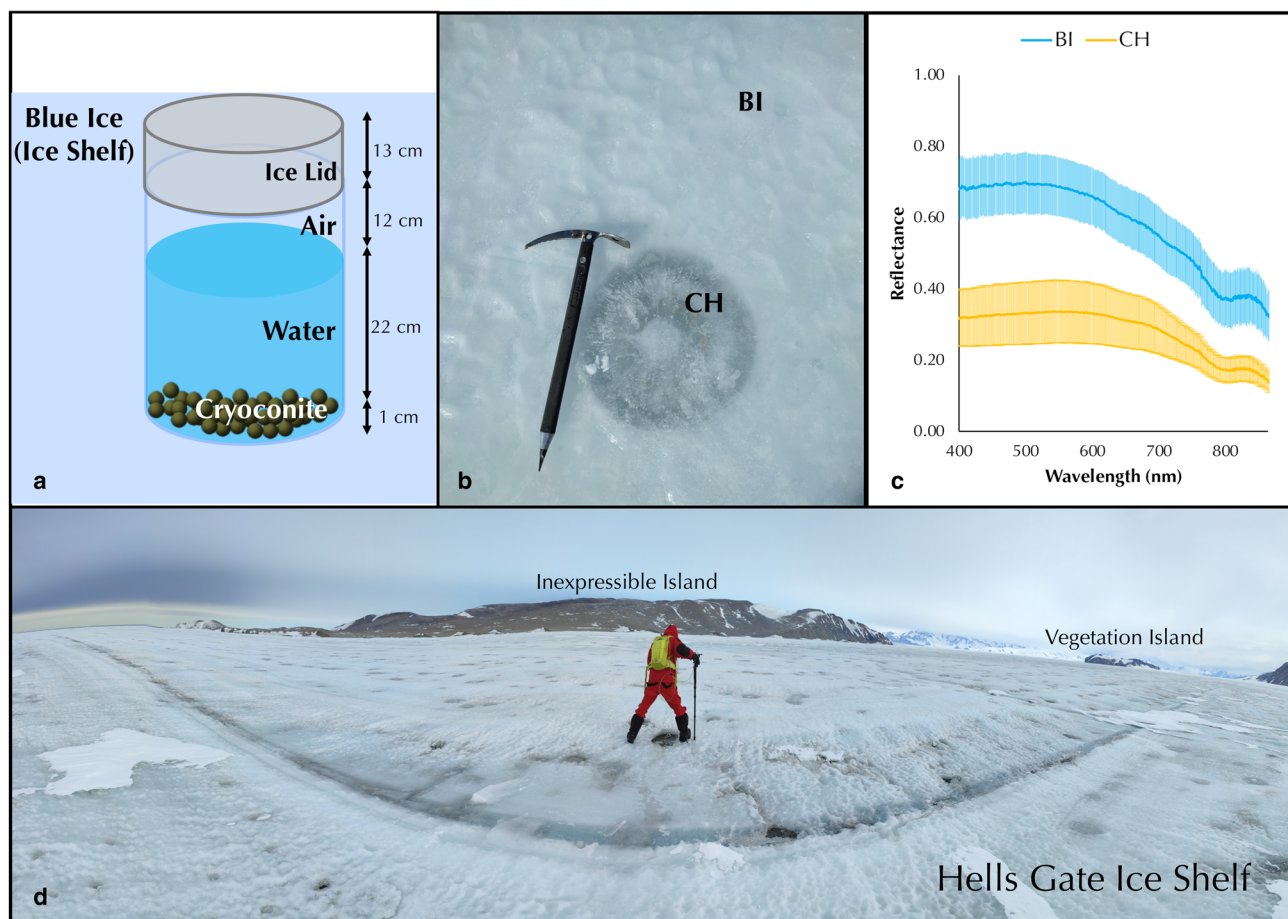 Blue Ice
(Ice Shelf)
Ice Lid
Air
Water
Cryoconite
13 cm
12 cm
22 cm
1 cm
a
BI
CH
b
BI
CH
Reflectance
1.00
0.80
0.60
0.40
0.20
0.00
400
500
600
700
800
Wavelength (nm)
c
Inexpressible Island
Vegetation Island
Hells Gate Ice Shelf
d